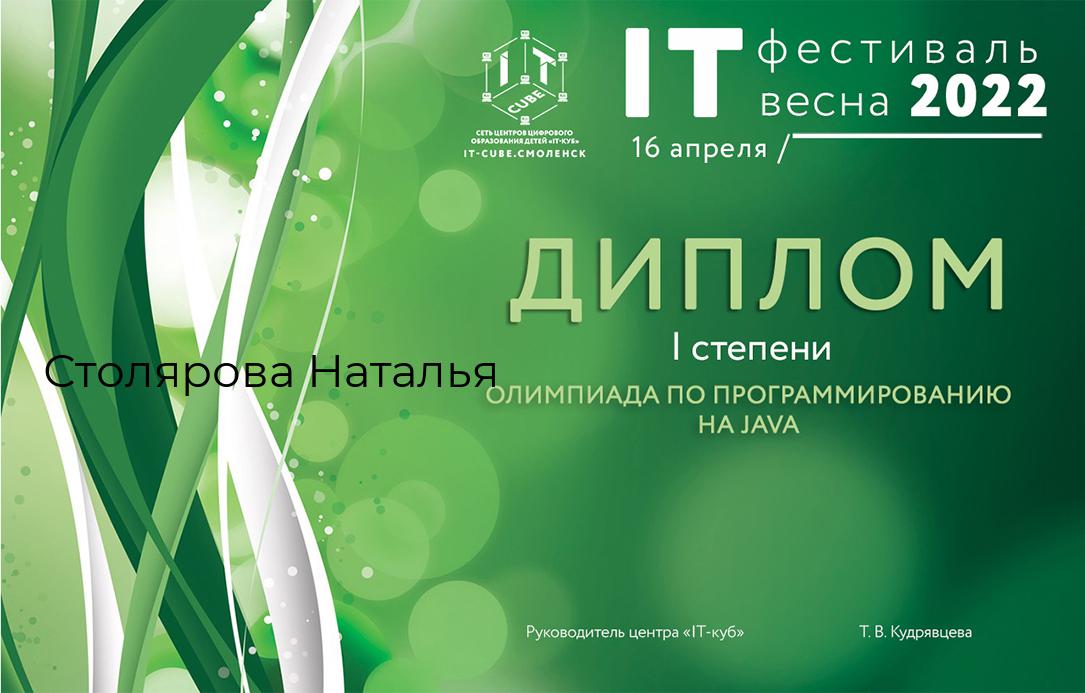 IT
CUBE
СЕТЬ ЦЕНТРОВ ЦИФРОВОГО
ОБРАЗОВАНИЯ ДЕТЕЙ «IT-КУБ»
IT-CUBE.СМОЛЕНСК
IT фестиваль
весна 2022
16 апреля /
ДИПЛОМ
I степени
Столярова Наталья
ОЛИМПИАДА ПО ПРОГРАММИРОВАНИЮ
НА JAVA
Руководитель центра «IT-куб» Т. В. Кудрявцева